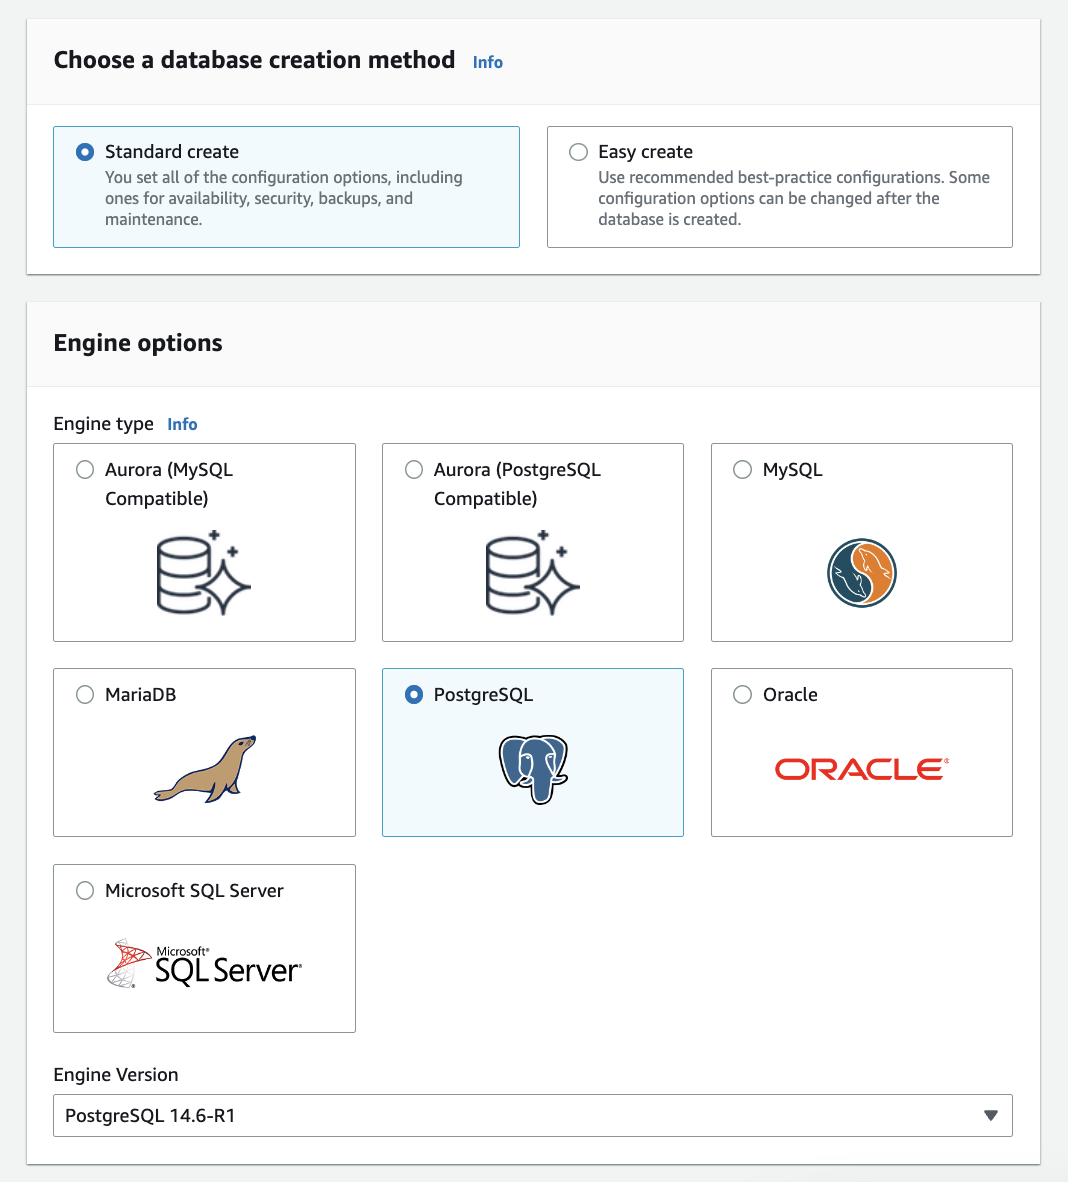 Choose a database creation method Info
Standard create
You set all of the configuration options, including
ones for availability, security, backups, and
maintenance.
Easy create
Use recommended best-practice configurations. Some
configuration options can be changed after the
database is created.
Engine options
Engine type Info
Aurora (MySQL
Compatible)
Aurora (PostgreSQL
Compatible)
MySQL
MariaDB
PostgreSQL
Oracle
ORACLE®
Microsoft SQL Server
Microsoft®
SQL Server®
Engine Version
PostgreSQL 14.6-R1